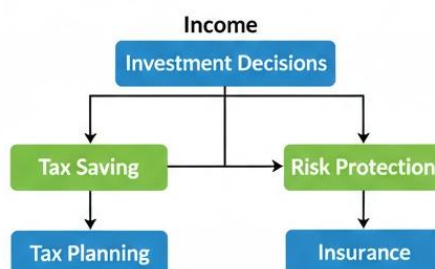 Income
Investment Decisions
Tax Saving
Risk Protection
Tax Planning
Insurance